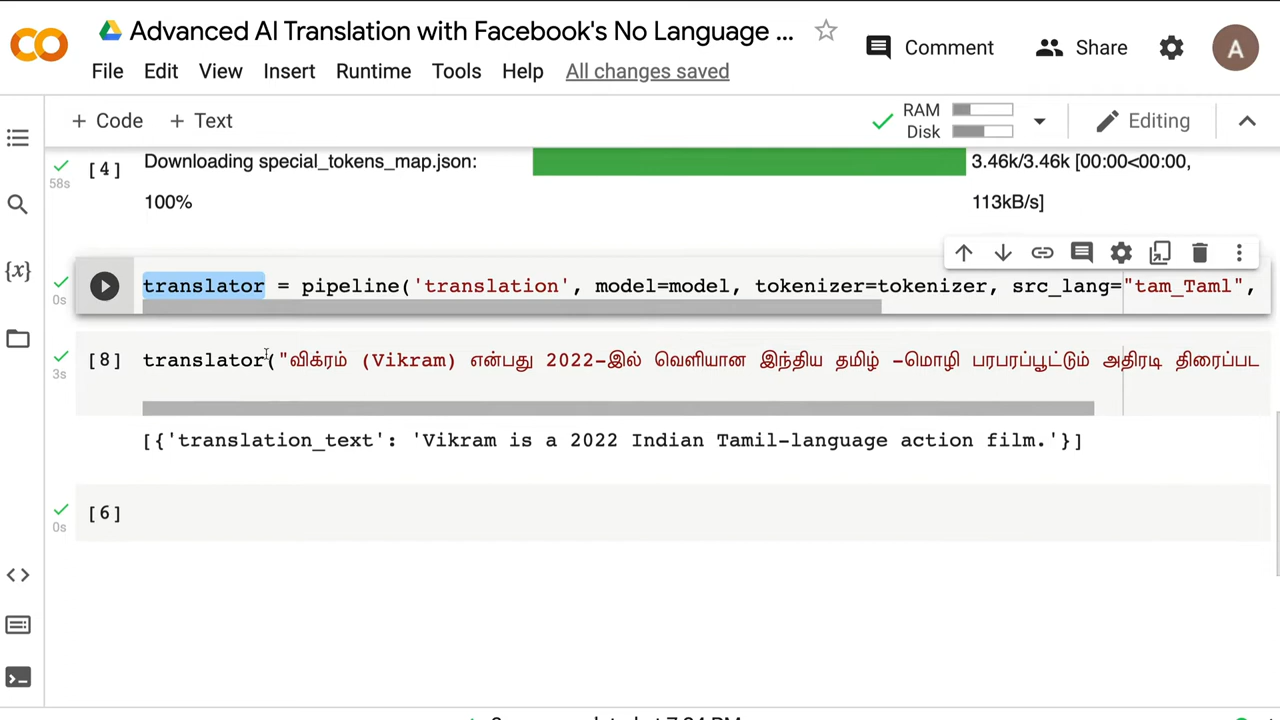 Advanced AI Translation with Facebook's No Language ...
Comment
Share
A
File Edit View Insert Runtime Tools Help All changes saved
+ Code + Text
RAM
Disk
Editing
58s
[4]
Downloading special_tokens_map.json:
100%
3.46k/3.46k [00:00<00:00,
113kB/s]
{x}
0s
translator = pipeline('translation', model=model, tokenizer=tokenizer, src_lang="tam_Taml",
[8]
3s
translator("விக்ரம் (Vikram) என்பது 2022-இல் வெளியான இந்திய தமிழ் -மொழி பரபரப்பூட்டும் அதிரடி திரைப்பட
[{'translation_text': 'Vikram is a 2022 Indian Tamil-language action film.'}]
[6]
0s